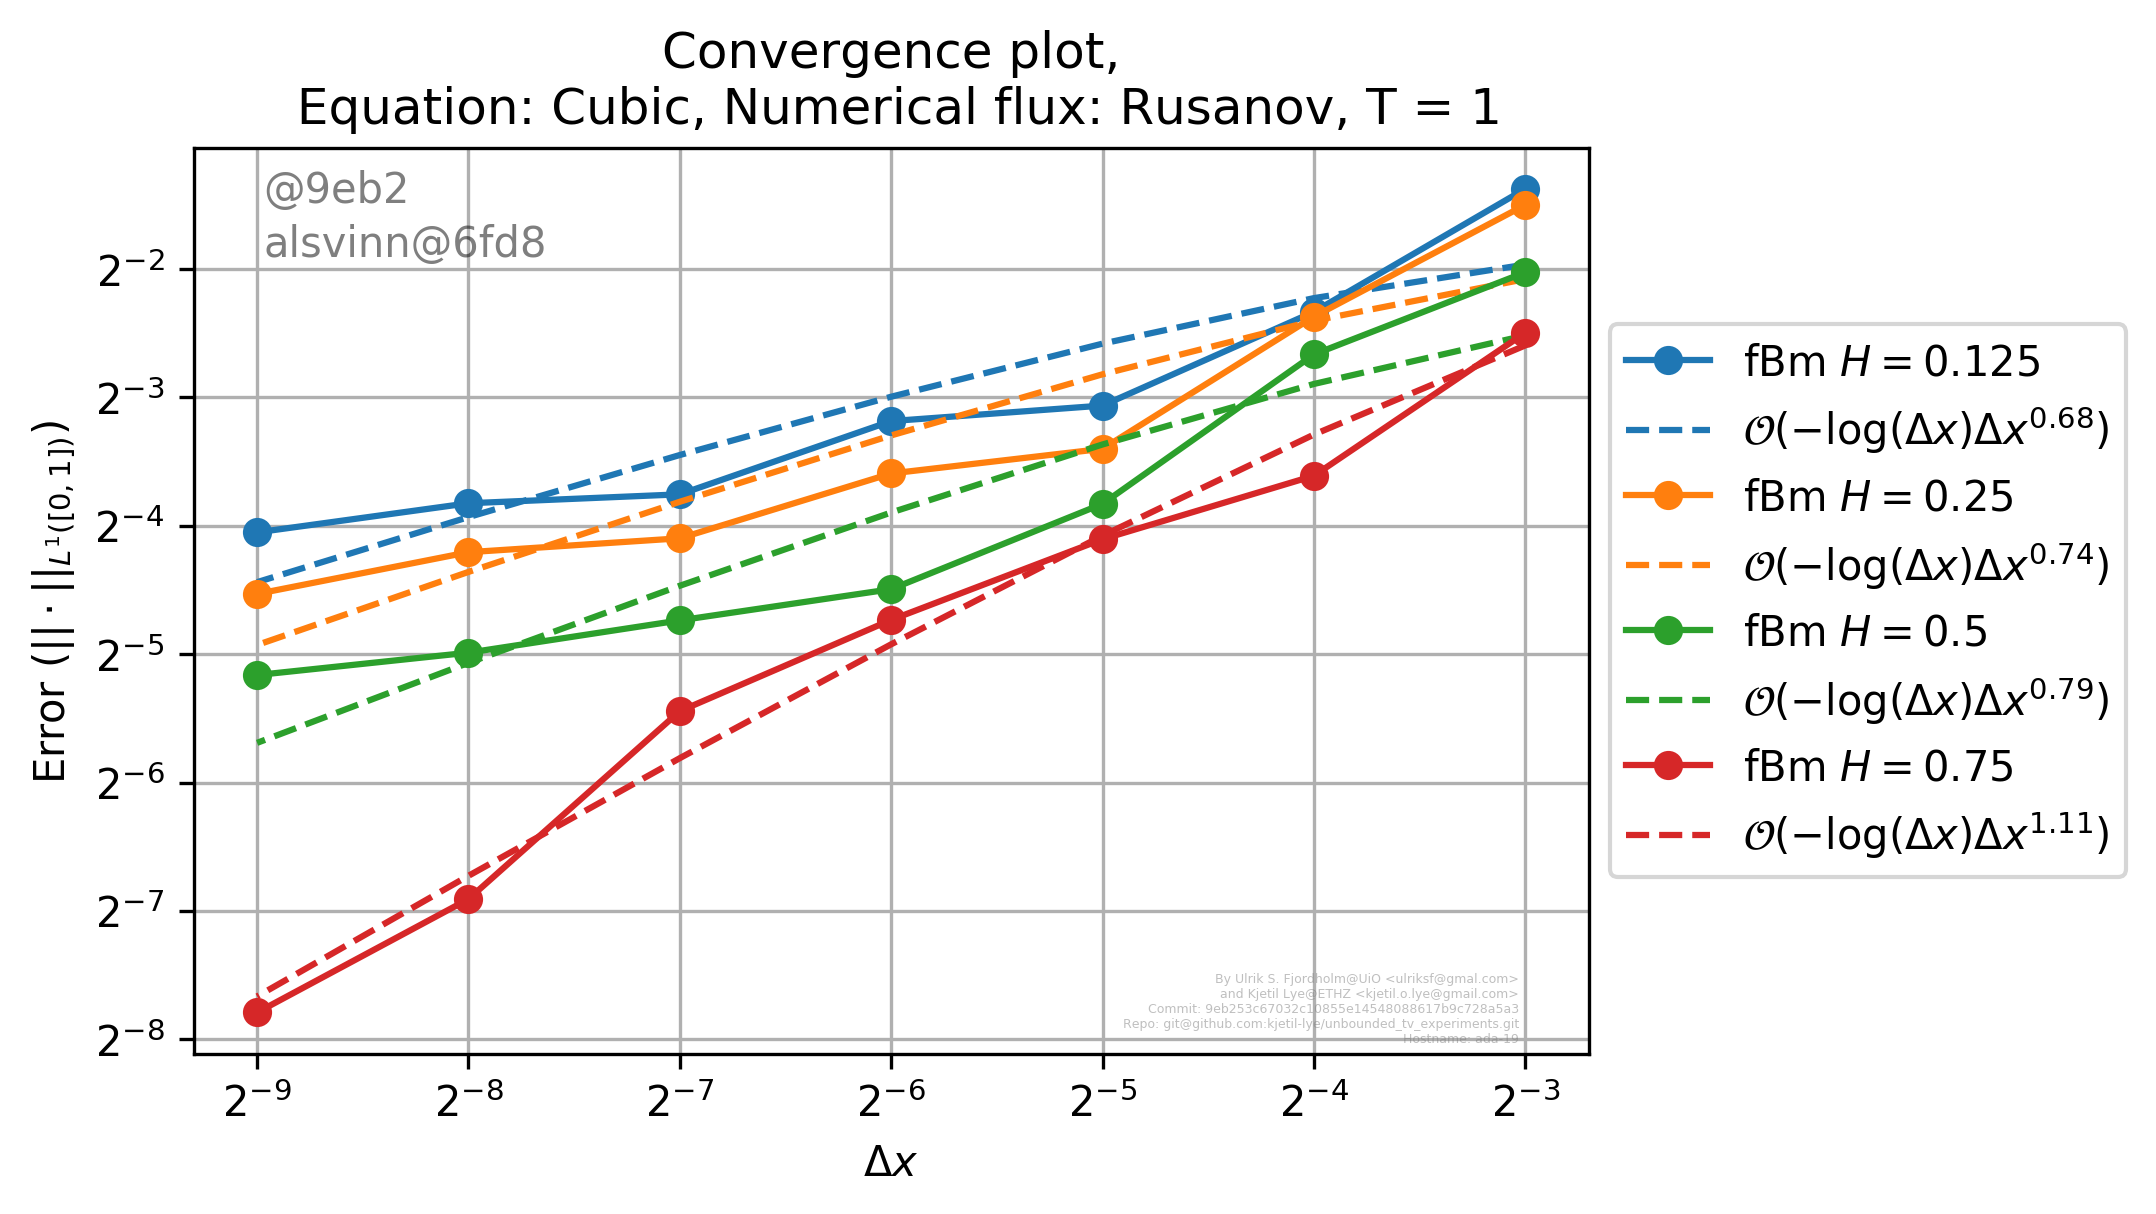 Convergence plot,
Equation: Cubic, Numerical flux: Rusanov, T = 1
@9eb2
alsvinn@6fd8
Error (|| · ||_{L^1([0, 1])})
2^{-2}
2^{-3}
2^{-4}
2^{-5}
2^{-6}
2^{-7}
2^{-8}
2^{-9} 2^{-8} 2^{-7} 2^{-6} 2^{-5} 2^{-4} 2^{-3}
Δx
fBm H = 0.125
𝒪(−log(Δx)Δx^{0.68})
fBm H = 0.25
𝒪(−log(Δx)Δx^{0.74})
fBm H = 0.5
𝒪(−log(Δx)Δx^{0.79})
fBm H = 0.75
𝒪(−log(Δx)Δx^{1.11})
By Ulrik S. Fjordholm@UiO <ulriksf@gmal.com>
and Kjetil Lye@ETHZ <kjetil.o.lye@gmail.com>
Commit: 9eb253c67032c10855e14548088617b9c728a5a3
Repo: git@github.com:kjetil-lye/unbounded_tv_experiments.git
Hostname: ada-19